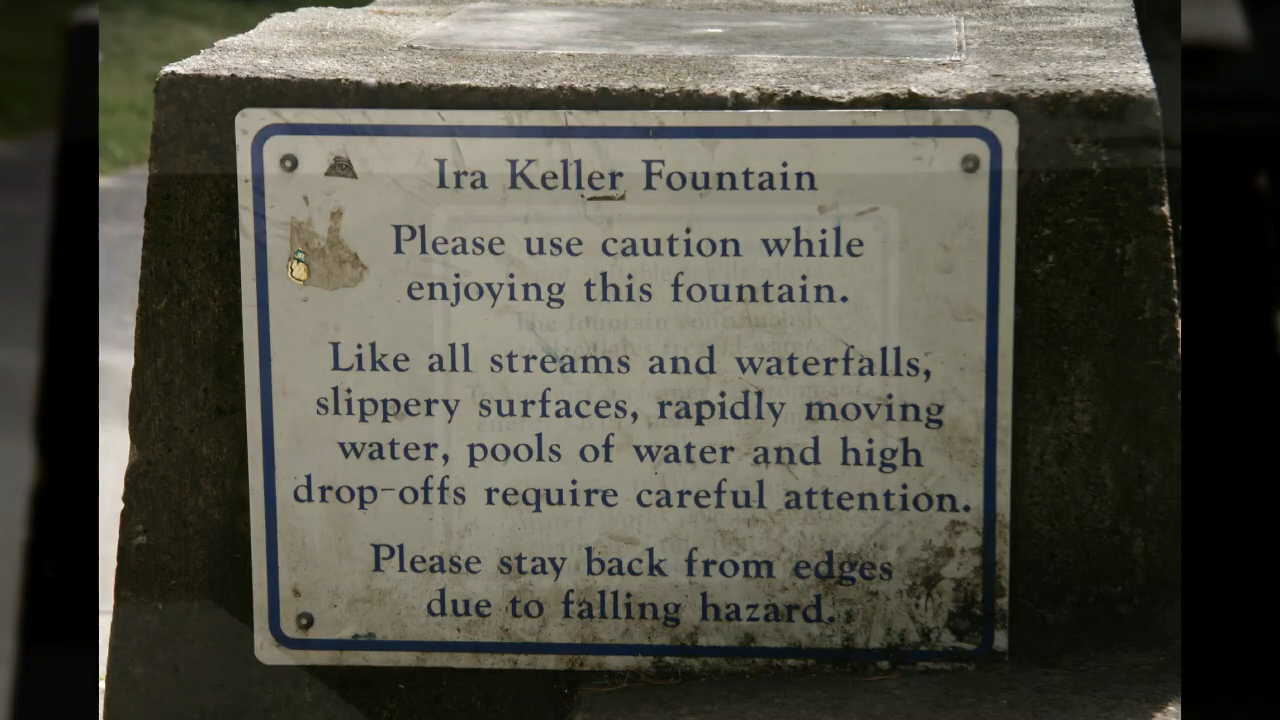 Ira Keller Fountain
Please use caution while
enjoying this fountain.
Like all streams and waterfalls,
slippery surfaces, rapidly moving
water, pools of water and high
drop-offs require careful attention.
Please stay back from edges
due to falling hazard.